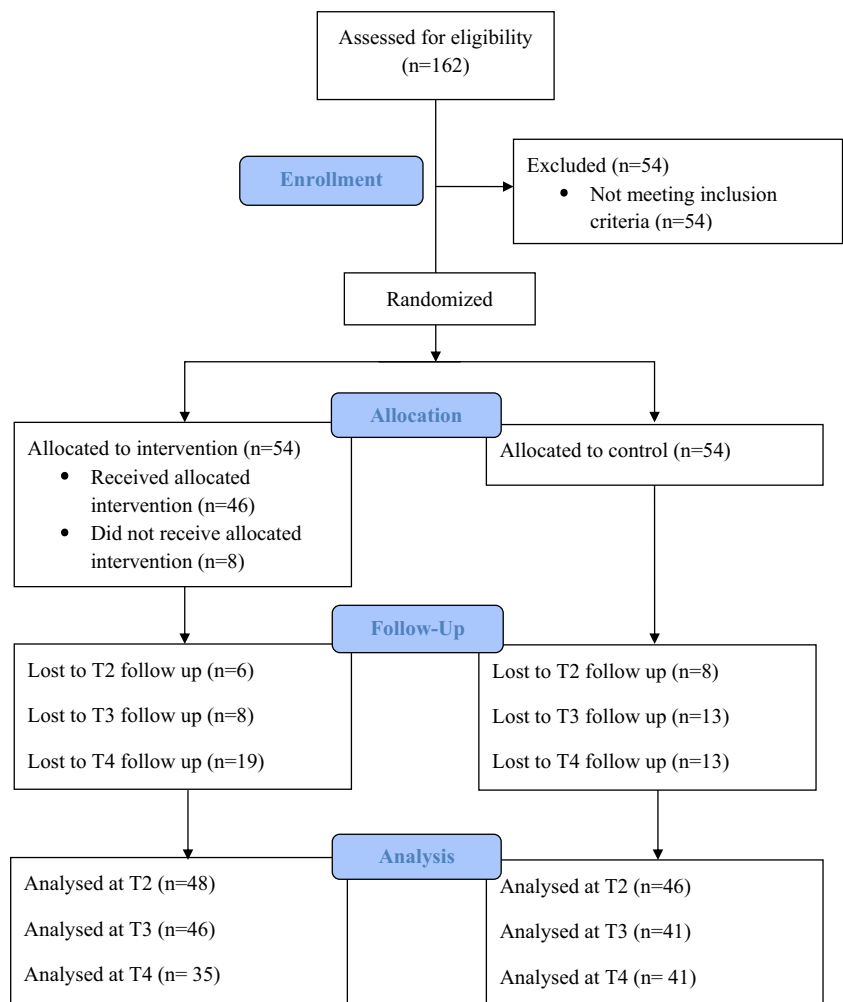 Assessed for eligibility
(n=162)
Enrollment
Excluded (n=54)
• Not meeting inclusion
criteria (n=54)
Randomized
Allocation
Allocated to intervention (n=54)
• Received allocated
intervention (n=46)
• Did not receive allocated
intervention (n=8)
Allocated to control (n=54)
Follow-Up
Lost to T2 follow up (n=6)
Lost to T3 follow up (n=8)
Lost to T4 follow up (n=19)
Lost to T2 follow up (n=8)
Lost to T3 follow up (n=13)
Lost to T4 follow up (n=13)
Analysis
Analysed at T2 (n=48)
Analysed at T3 (n=46)
Analysed at T4 (n= 35)
Analysed at T2 (n=46)
Analysed at T3 (n=41)
Analysed at T4 (n= 41)